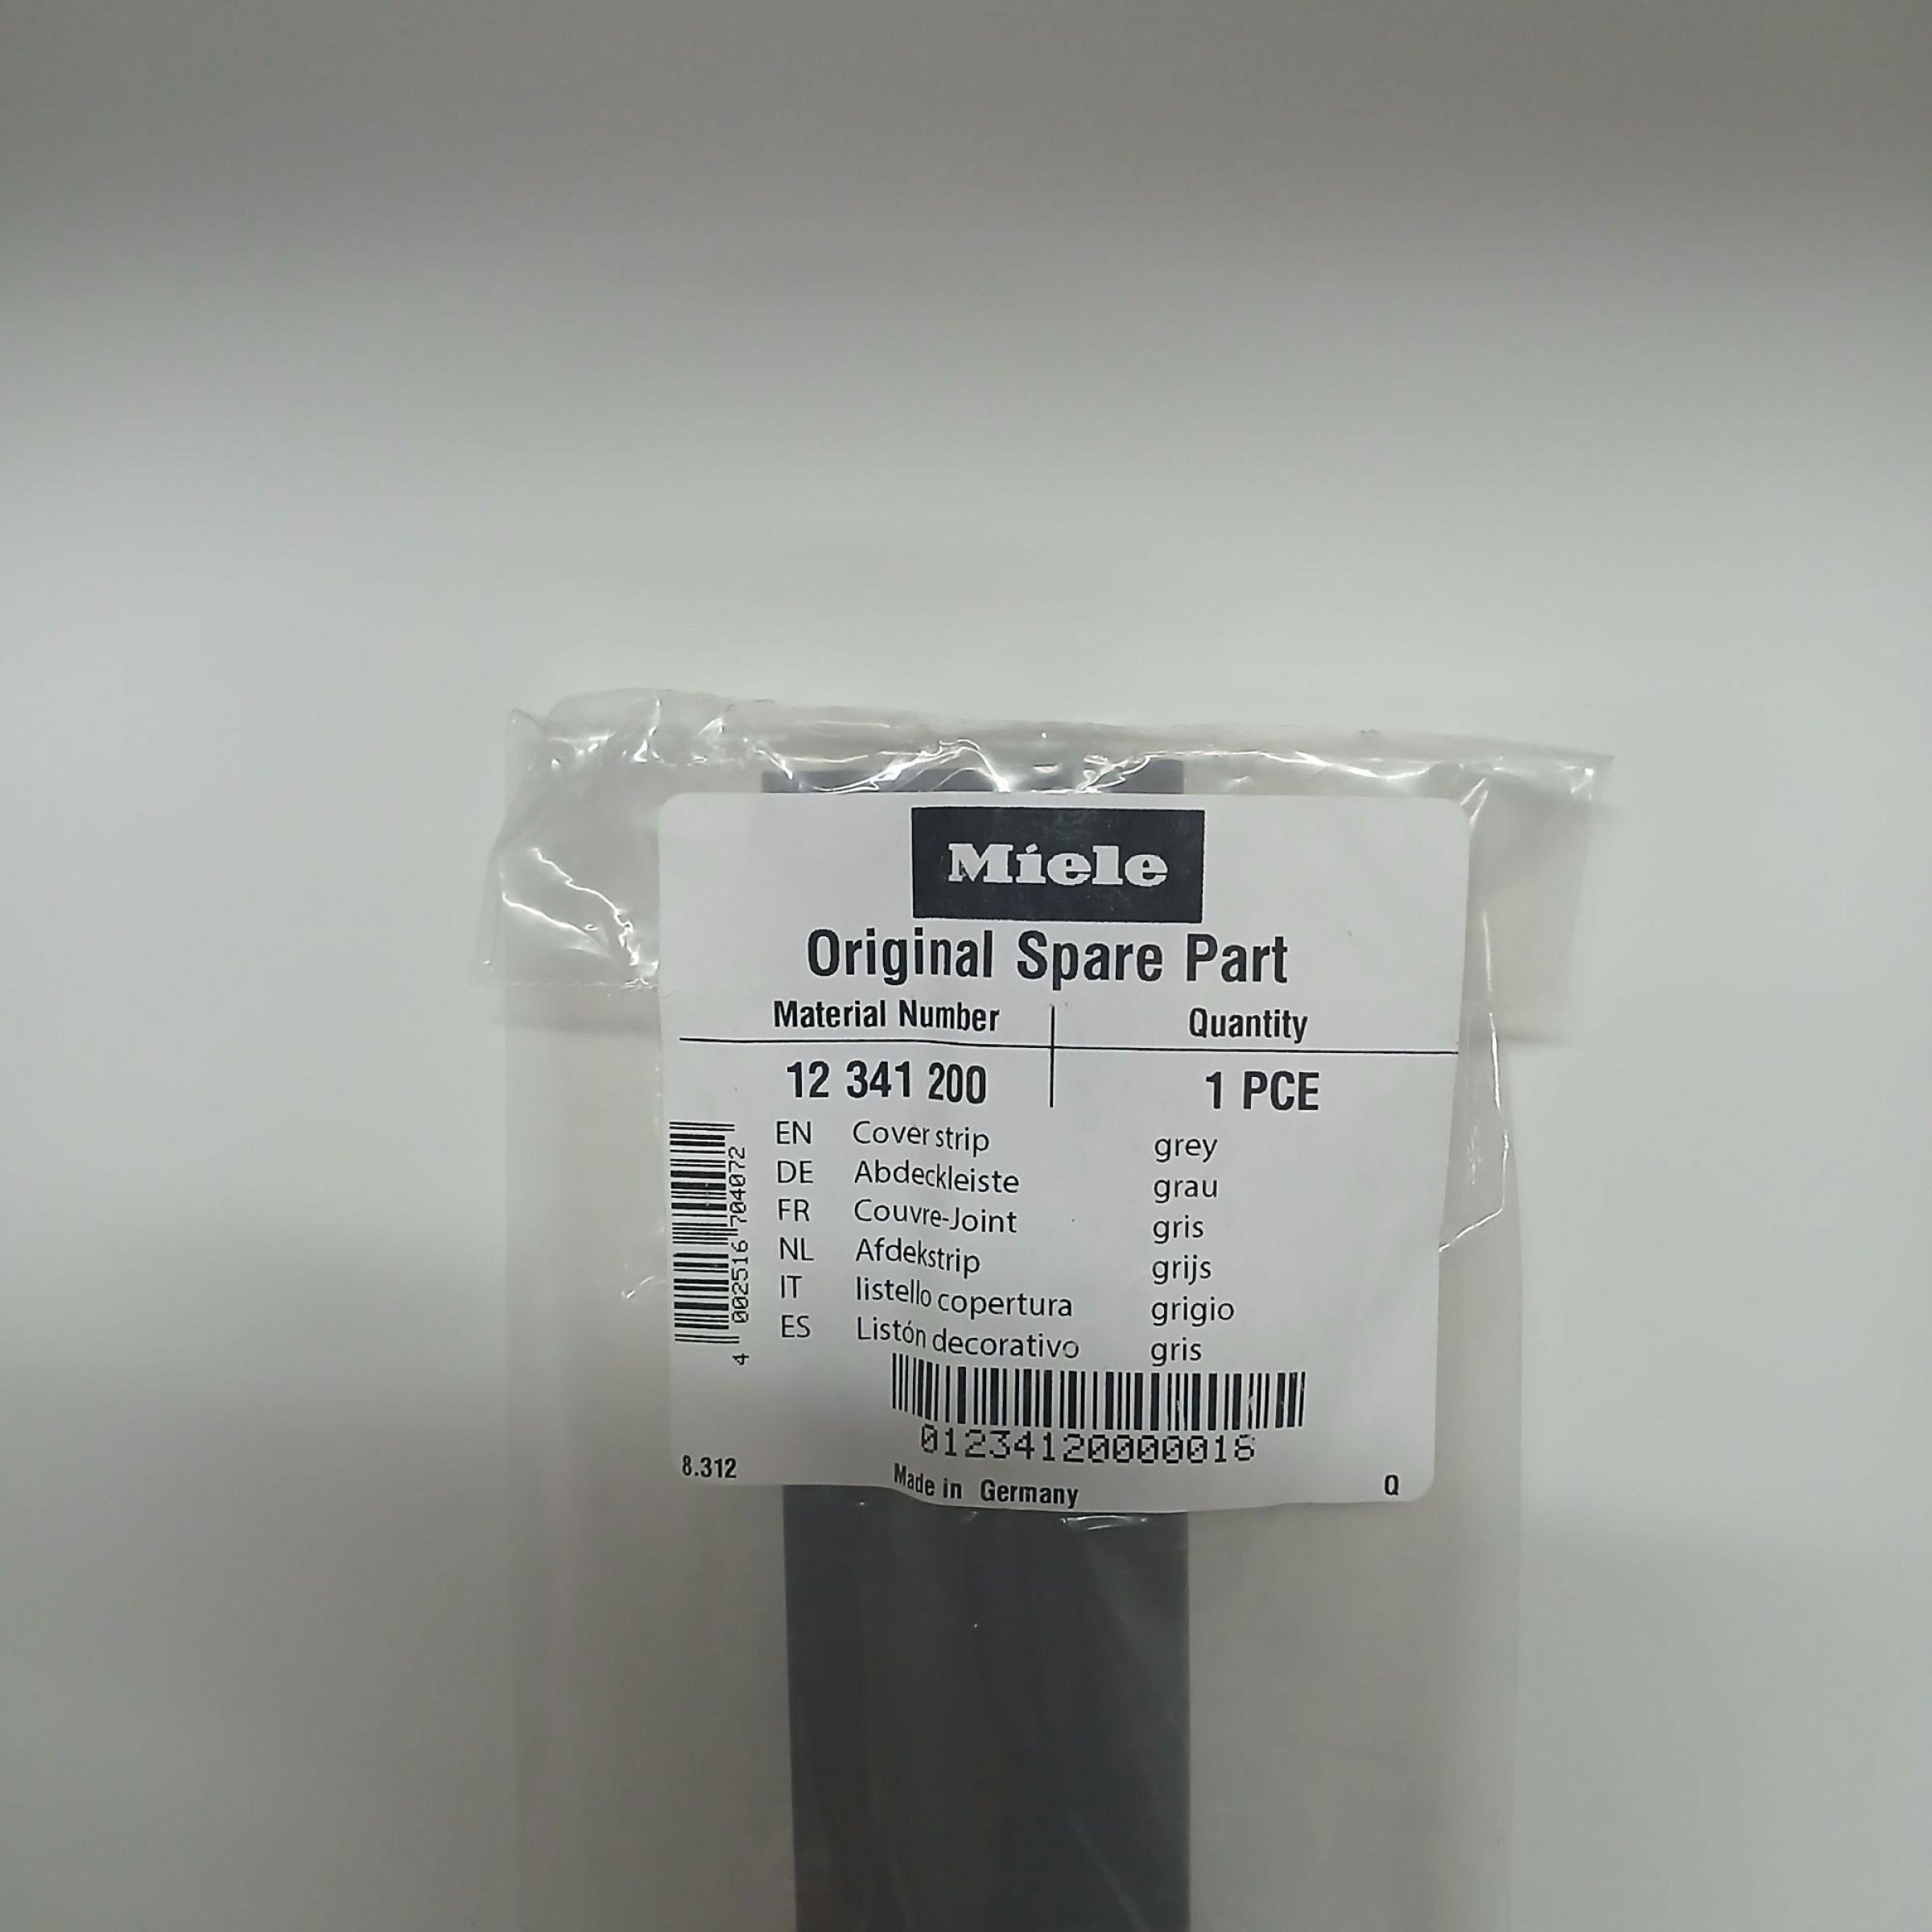 Miele
Original Spare Part
Material Number Quantity
12 341 200 1 PCE
EN Cover strip grey
DE Abdeckleiste grau
FR Couvre-Joint gris
NL Afdekstrip grijs
IT listello copertura grigio
ES Listón decorativo gris
4 002516 704072
01234120000018
8.312 Made in Germany Q